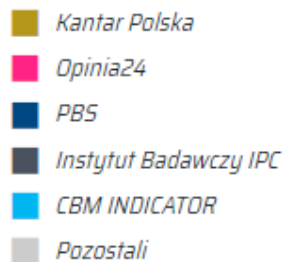 Kantar Polska
Opinia24
PBS
Instytut Badawczy IPC
CBM INDICATOR
Pozostali